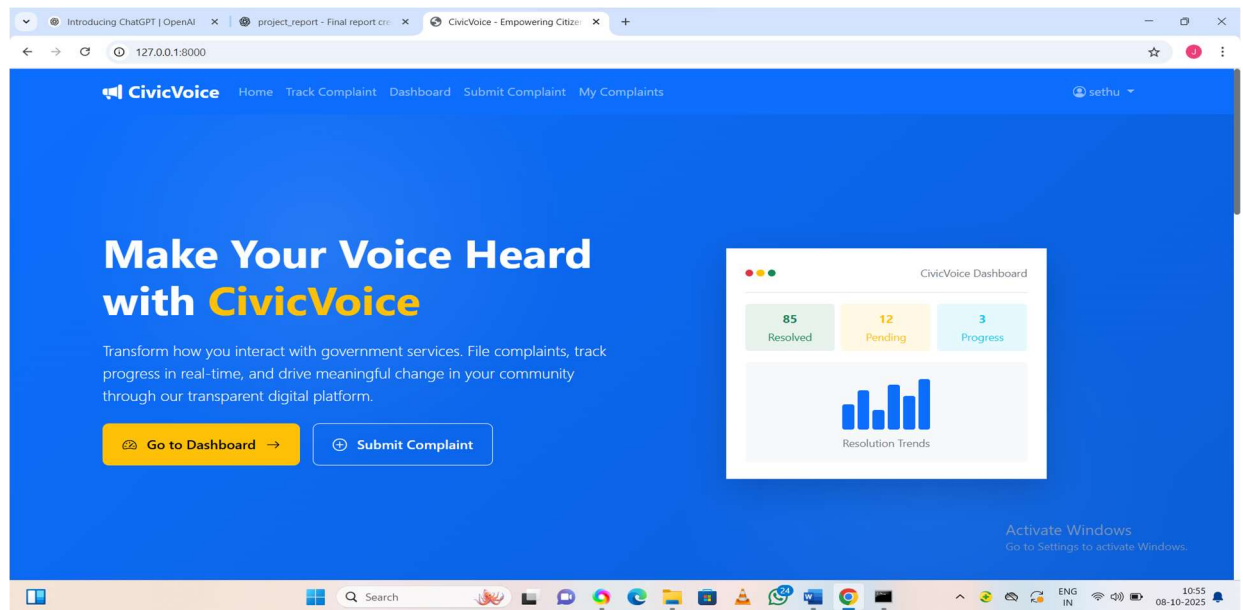 Introducing ChatGPT | OpenAI
project_report - Final report cre
CivicVoice - Empowering Citize
127.0.0.1:8000
J
CivicVoice Home Track Complaint Dashboard Submit Complaint My Complaints sethu
Make Your Voice Heard
with CivicVoice
Transform how you interact with government services. File complaints, track
progress in real-time, and drive meaningful change in your community
through our transparent digital platform.
Go to Dashboard →
Submit Complaint
CivicVoice Dashboard
85
Resolved
12
Pending
3
Progress
Resolution Trends
Activate Windows
Go to Settings to activate Windows.
Search
24
ENG
IN
10:55
08-10-2025